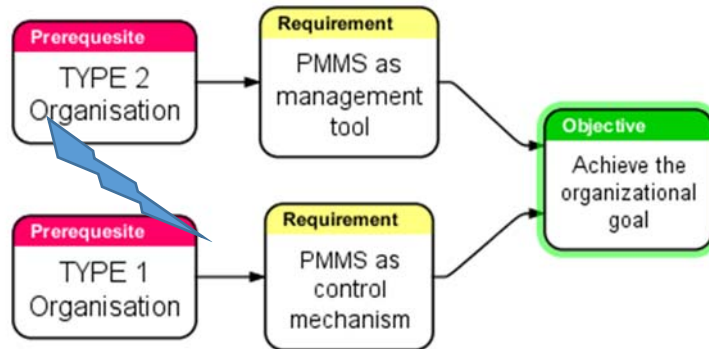 Prerequesite
TYPE 2
Organisation
Requirement
PMMS as
management
tool
Objective
Achieve the
organizational
goal
Prerequesite
TYPE 1
Organisation
Requirement
PMMS as
control
mechanism